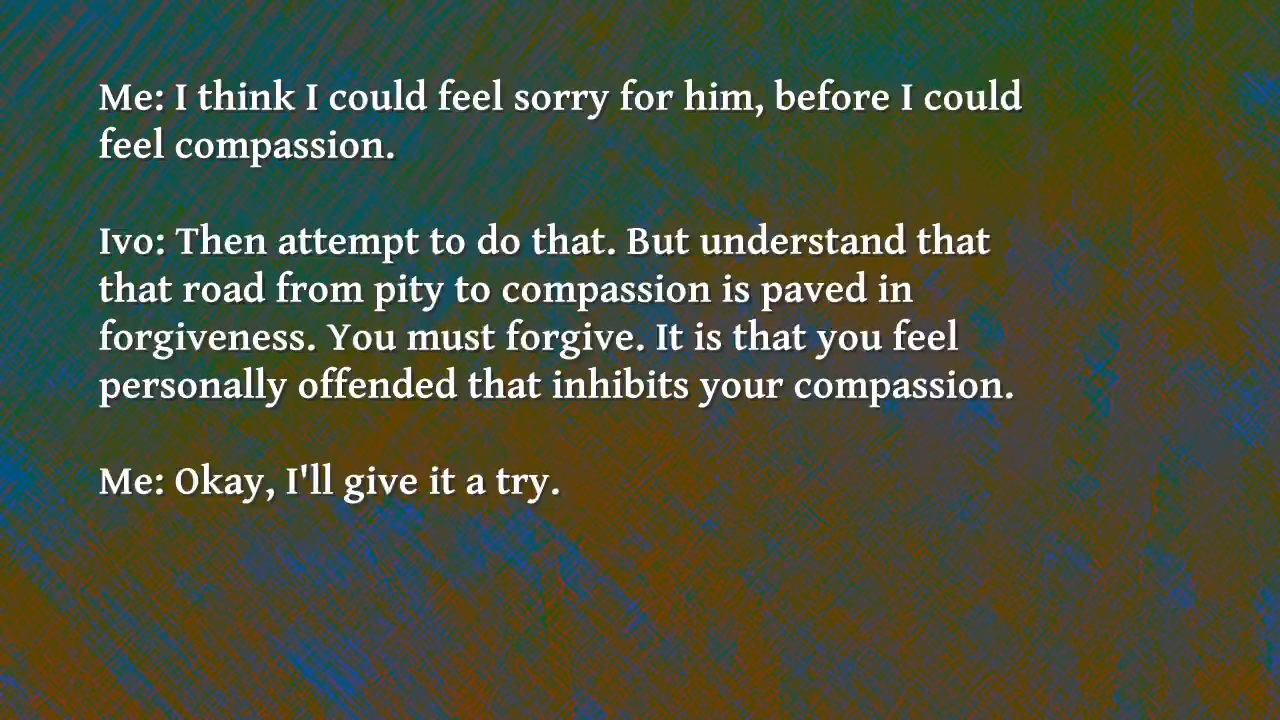 Me: I think I could feel sorry for him, before I could
feel compassion.
Ivo: Then attempt to do that. But understand that
that road from pity to compassion is paved in
forgiveness. You must forgive. It is that you feel
personally offended that inhibits your compassion.
Me: Okay, I'll give it a try.